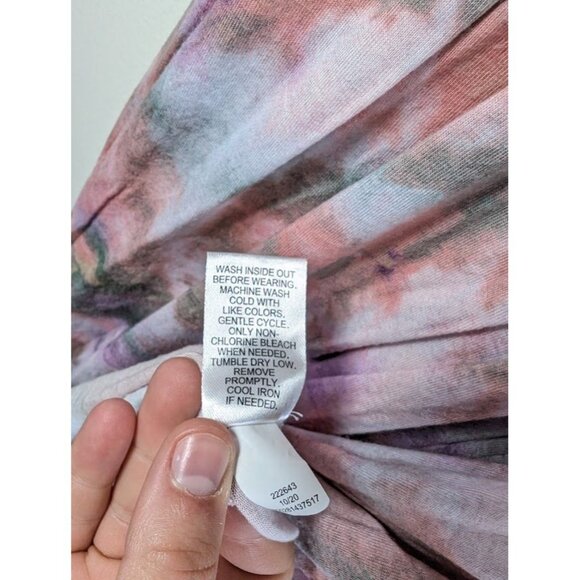 WASH INSIDE OUT
BEFORE WEARING.
MACHINE WASH
COLD WITH
LIKE COLORS.
GENTLE CYCLE.
ONLY NON-
CHLORINE BLEACH
WHEN NEEDED.
TUMBLE DRY LOW.
REMOVE
PROMPTLY.
COOL IRON
IF NEEDED.
222643
10/20